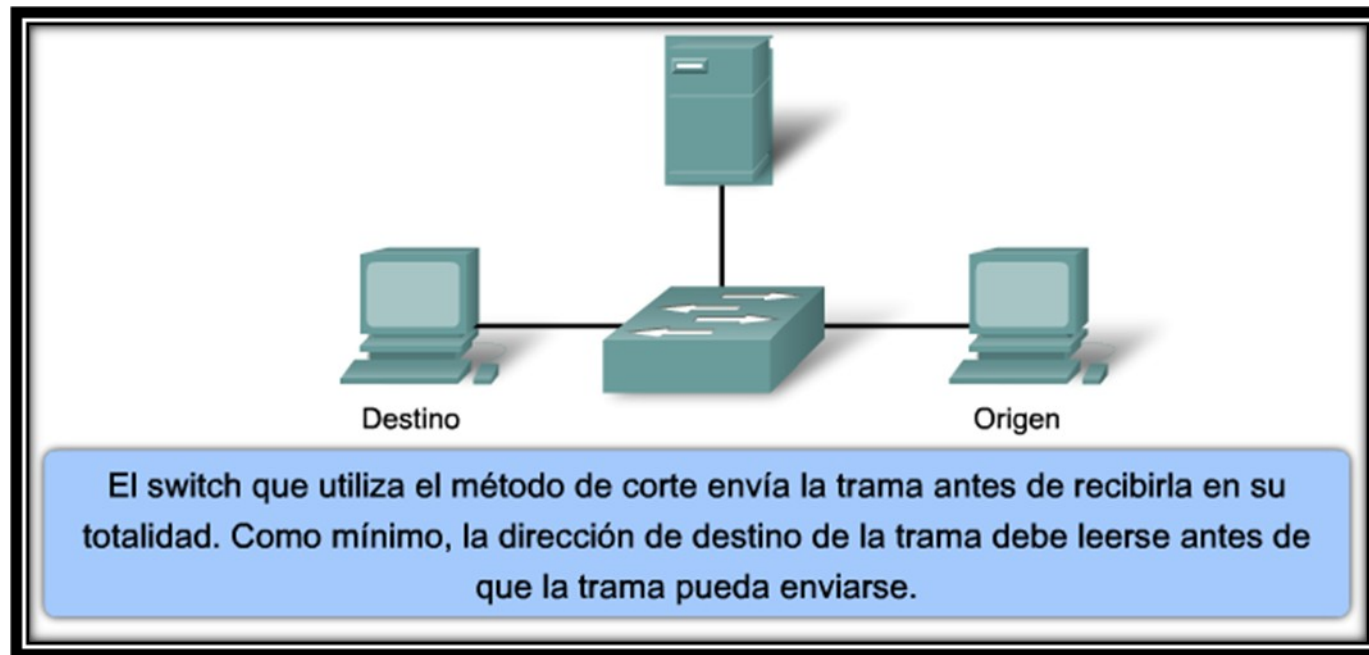 Destino
Origen
El switch que utiliza el método de corte envía la trama antes de recibirla en su
totalidad. Como mínimo, la dirección de destino de la trama debe leerse antes de
que la trama pueda enviarse.